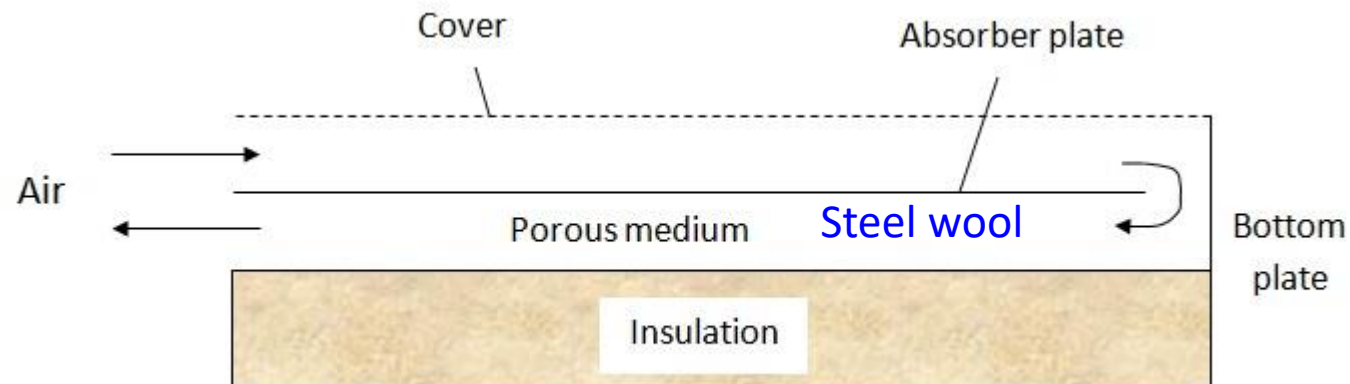 Cover
Absorber plate
Air
Porous medium
Steel wool
Bottom
plate
Insulation